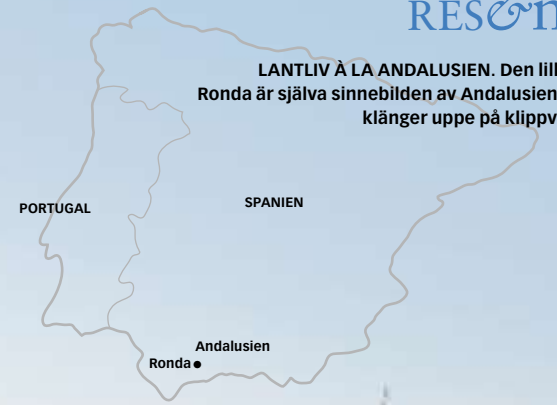 RES&
LANTLIV À LA ANDALUSIEN. Den lill
Ronda är själva sinnebilden av Andalusien
klänger uppe på klippv
PORTUGAL
SPANIEN
Andalusien
Ronda